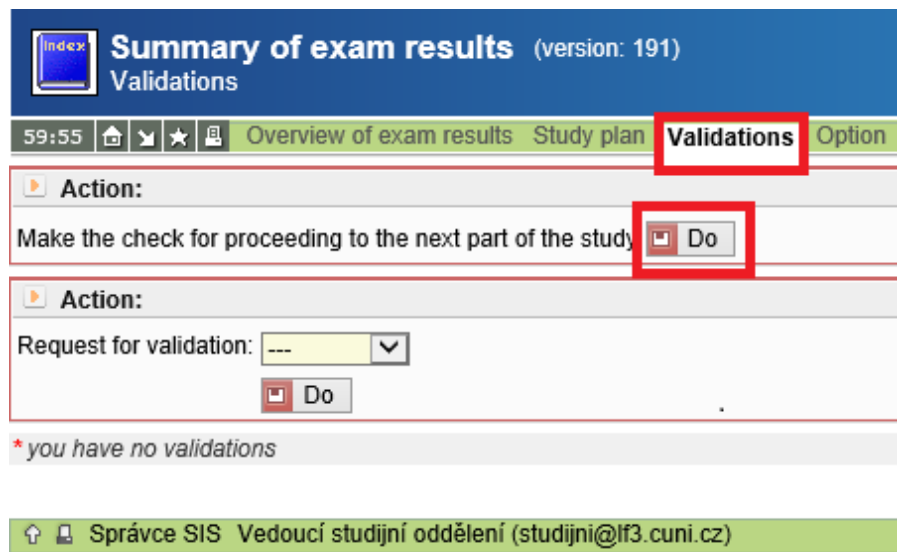 Index
Summary of exam results (version: 191)
Validations
59:55 Overview of exam results Study plan Validations Option
Action:
Make the check for proceeding to the next part of the study Do
Action:
Request for validation: ---
Do
* you have no validations
Správce SIS Vedoucí studijní oddělení (studijni@lf3.cuni.cz)